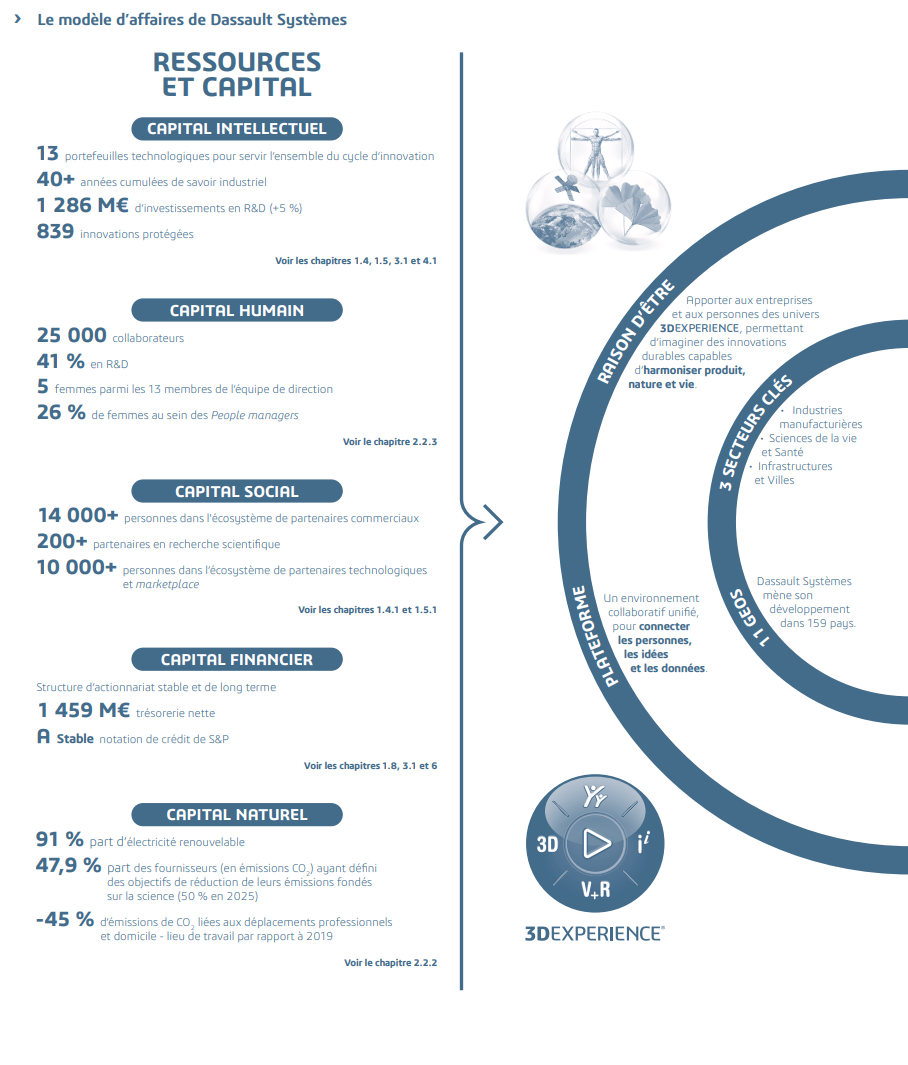 › Le modèle d'affaires de Dassault Systèmes
RESSOURCES
ET CAPITAL
CAPITAL INTELLECTUEL
13 portefeuilles technologiques pour servir l'ensemble du cycle d'innovation
40+ années cumulées de savoir industriel
1 286 M€ d'investissements en R&D (+5 %)
839 innovations protégées
Voir les chapitres 1.4, 1.5, 3.1 et 4.1
CAPITAL HUMAIN
25 000 collaborateurs
41 % en R&D
5 femmes parmi les 13 membres de l'équipe de direction
26 % de femmes au sein des People managers
Voir le chapitre 2.2.3
CAPITAL SOCIAL
14 000+ personnes dans l'écosystème de partenaires commerciaux
200+ partenaires en recherche scientifique
10 000+ personnes dans l'écosystème de partenaires technologiques
et marketplace
Voir les chapitres 1.4.1 et 1.5.1
CAPITAL FINANCIER
Structure d'actionnariat stable et de long terme
1 459 M€ trésorerie nette
A Stable notation de crédit de S&P
Voir les chapitres 1.8, 3.1 et 6
CAPITAL NATUREL
91 % part d'électricité renouvelable
47,9 % part des fournisseurs (en émissions CO2) ayant défini
des objectifs de réduction de leurs émissions fondés
sur la science (50 % en 2025)
-45 % d'émissions de CO2 liées aux déplacements professionnels
et domicile - lieu de travail par rapport à 2019
Voir le chapitre 2.2.2
RAISON D'ÊTRE
Apporter aux entreprises
et aux personnes des univers
3DEXPERIENCE, permettant
d'imaginer des innovations
durables capables
d'harmoniser produit,
nature et vie.
3 SECTEURS CLÉS
• Industries
manufacturières
• Sciences de la vie
et Santé
• Infrastructures
et Villes
PLATEFORME
Un environnement
collaboratif unifié,
pour connecter
les personnes,
les idées
et les données.
11 GEOS
Dassault Systèmes
mène son
développement
dans 159 pays.
3D
i i
V+R
3DEXPERIENCE®